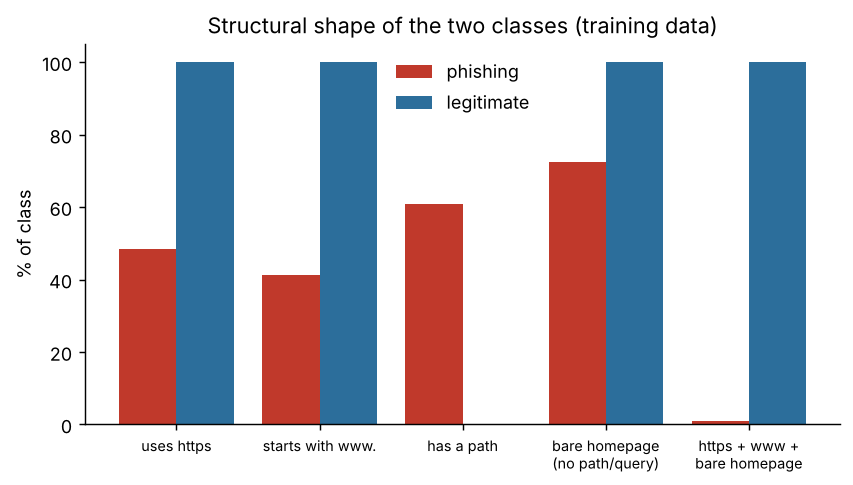 Structural shape of the two classes (training data)
phishing
legitimate
% of class
100
80
60
40
20
0
uses https
starts with www.
has a path
bare homepage
(no path/query)
https + www +
bare homepage